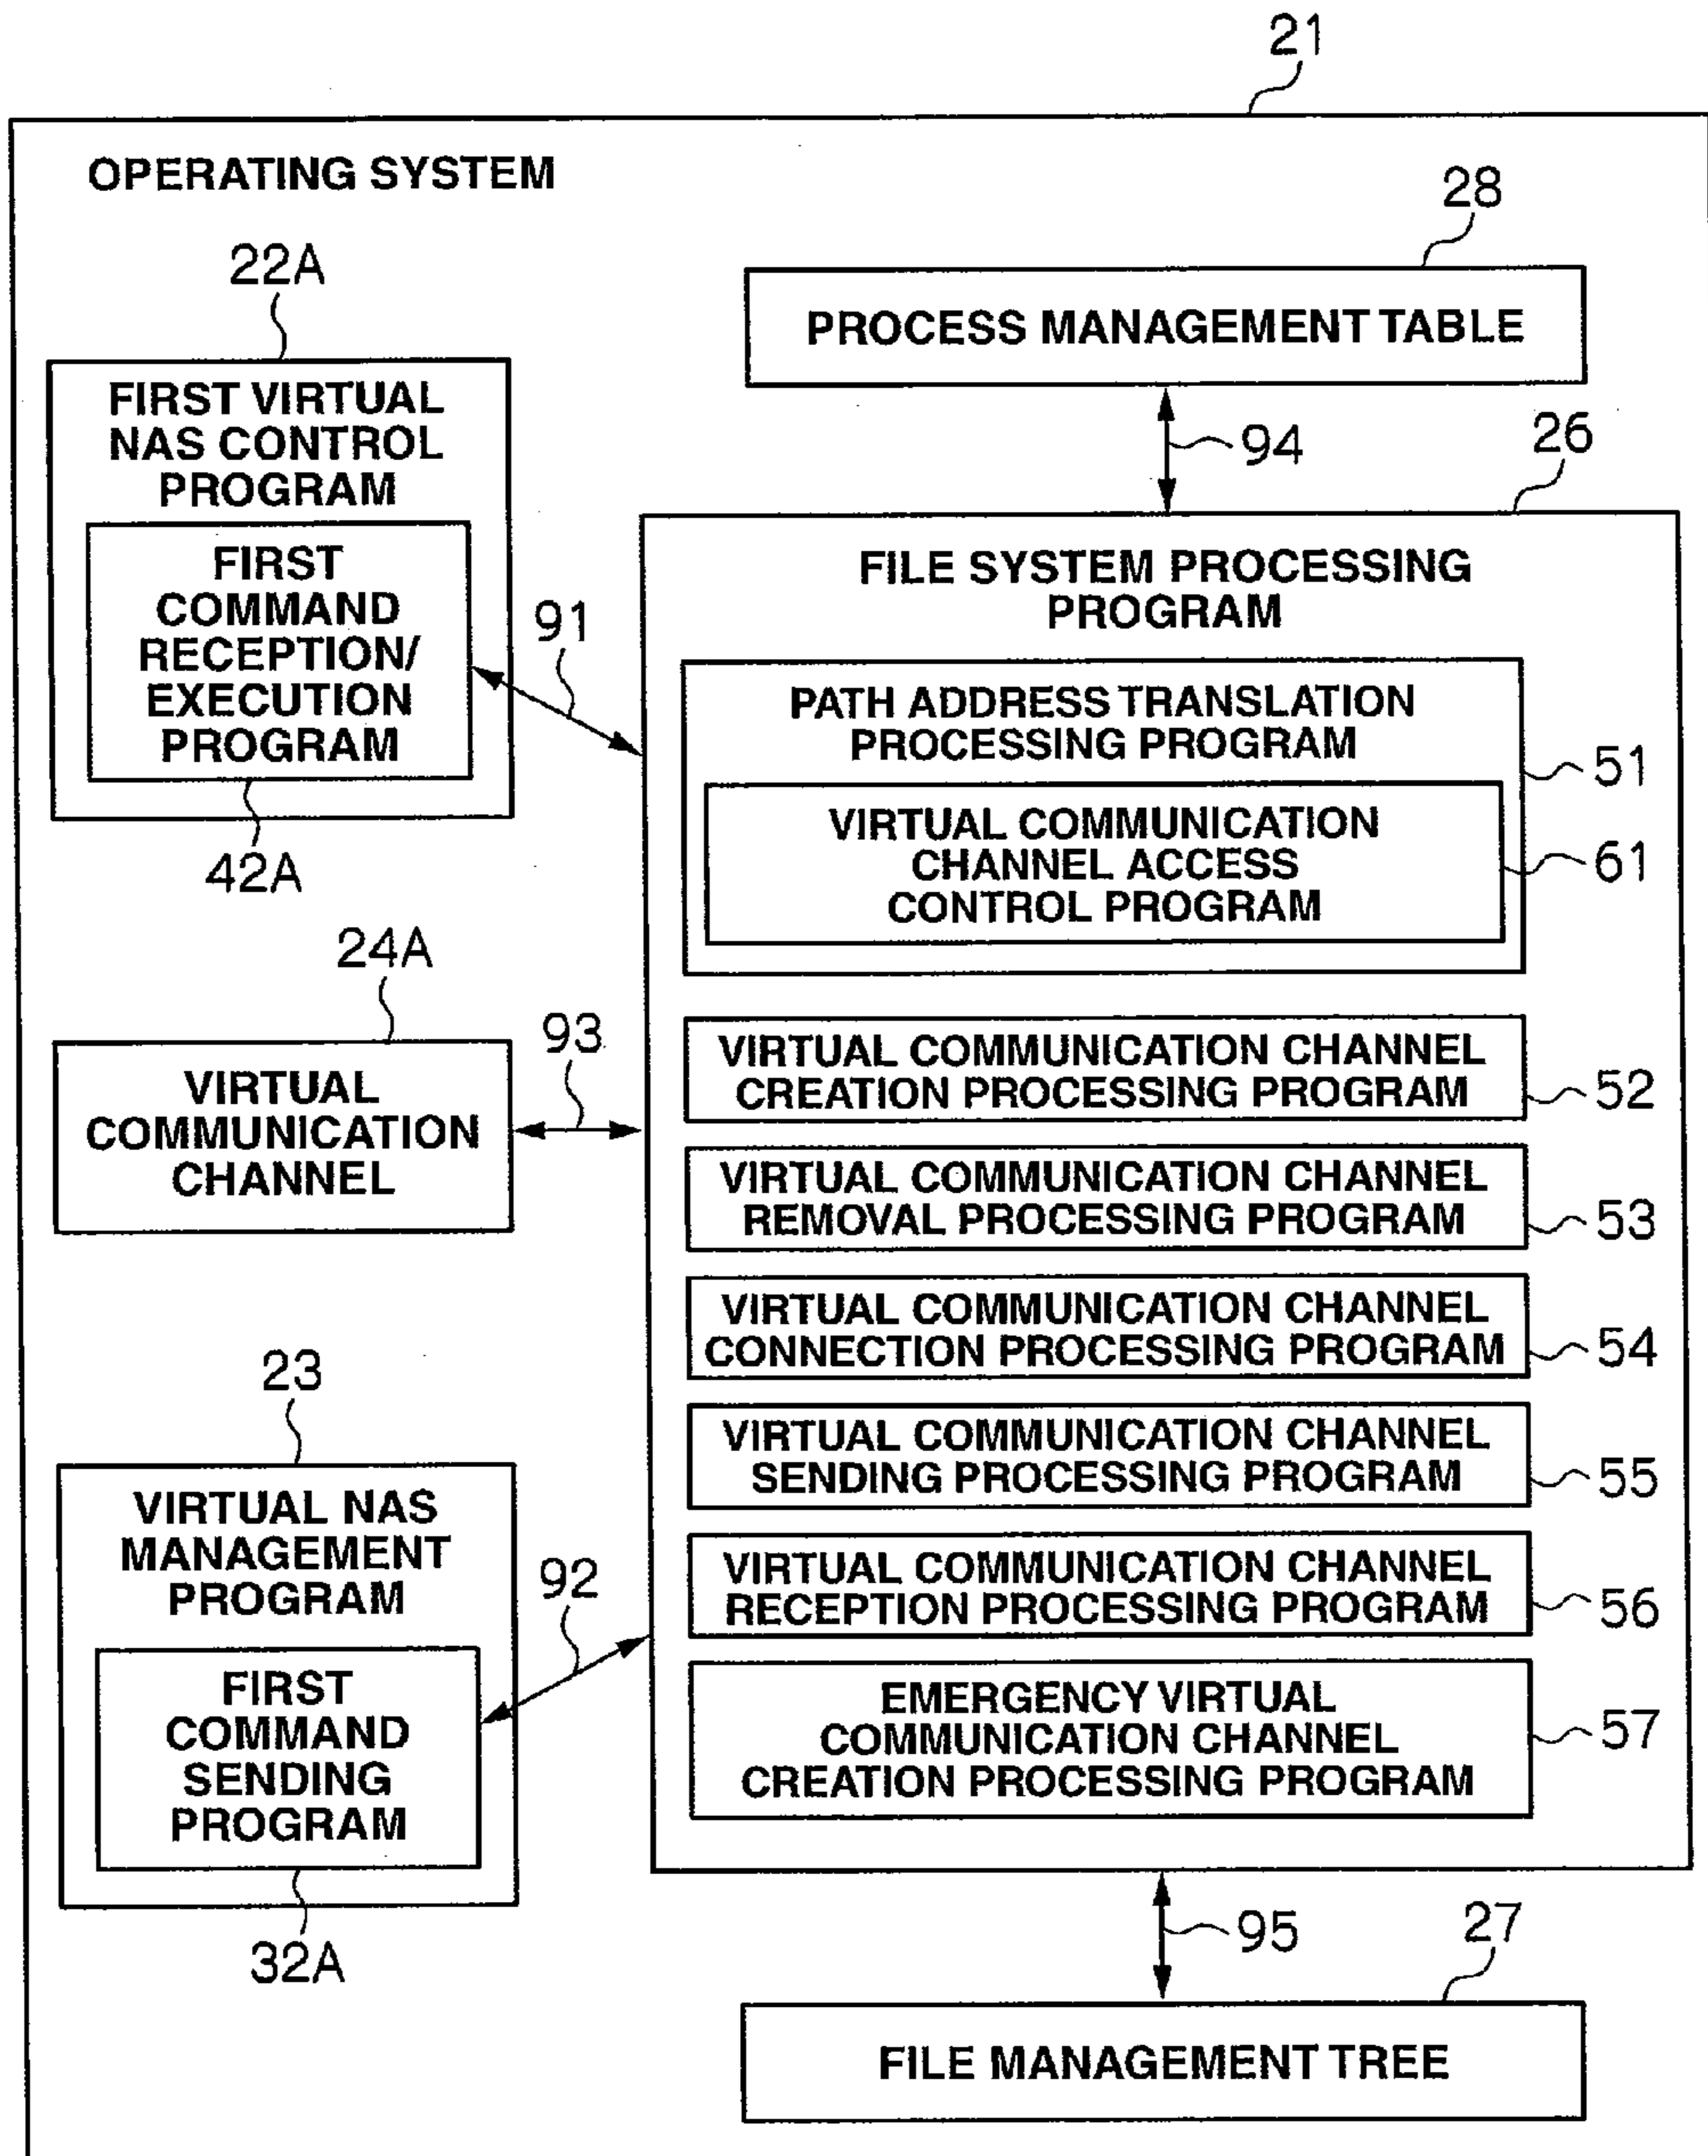 21
OPERATING SYSTEM
28
PROCESS MANAGEMENT TABLE
94
22A
FIRST VIRTUAL
NAS CONTROL
PROGRAM
FIRST
COMMAND
RECEPTION/
EXECUTION
PROGRAM
42A
91
26
FILE SYSTEM PROCESSING
PROGRAM
PATH ADDRESS TRANSLATION
PROCESSING PROGRAM
51
VIRTUAL COMMUNICATION
CHANNEL ACCESS
CONTROL PROGRAM
61
24A
VIRTUAL
COMMUNICATION
CHANNEL
93
VIRTUAL COMMUNICATION CHANNEL
CREATION PROCESSING PROGRAM
52
VIRTUAL COMMUNICATION CHANNEL
REMOVAL PROCESSING PROGRAM
53
VIRTUAL COMMUNICATION CHANNEL
CONNECTION PROCESSING PROGRAM
54
VIRTUAL COMMUNICATION CHANNEL
SENDING PROCESSING PROGRAM
55
VIRTUAL COMMUNICATION CHANNEL
RECEPTION PROCESSING PROGRAM
56
EMERGENCY VIRTUAL
COMMUNICATION CHANNEL
CREATION PROCESSING PROGRAM
57
23
VIRTUAL NAS
MANAGEMENT
PROGRAM
FIRST
COMMAND
SENDING
PROGRAM
32A
92
95
27
FILE MANAGEMENT TREE